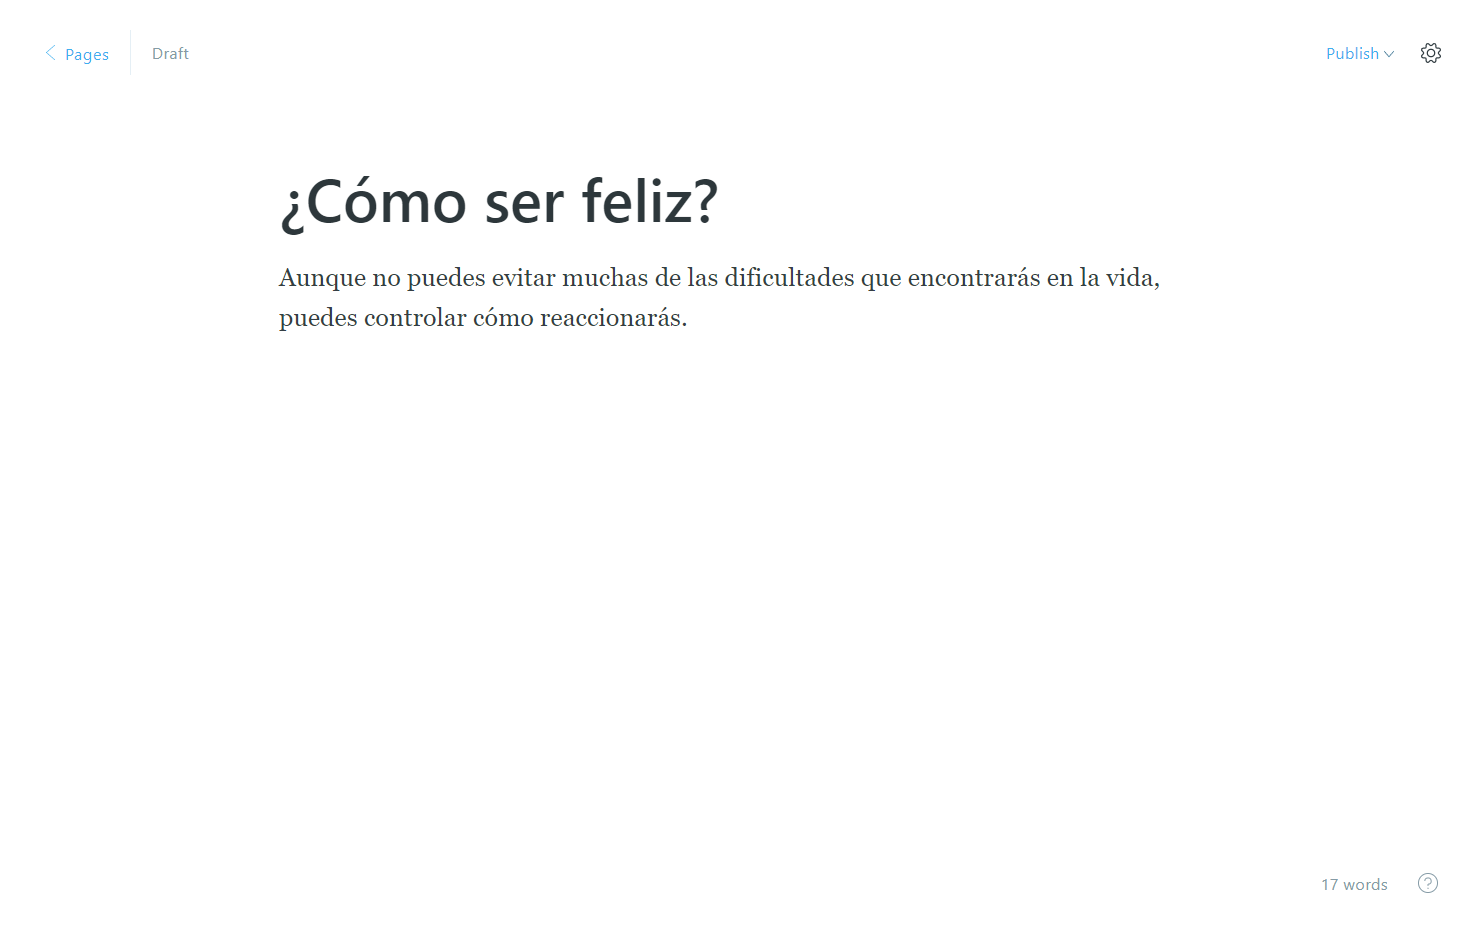 Pages
Draft
Publish
¿Cómo ser feliz?
Aunque no puedes evitar muchas de las dificultades que encontrarás en la vida,
puedes controlar cómo reaccionarás.
17 words
?